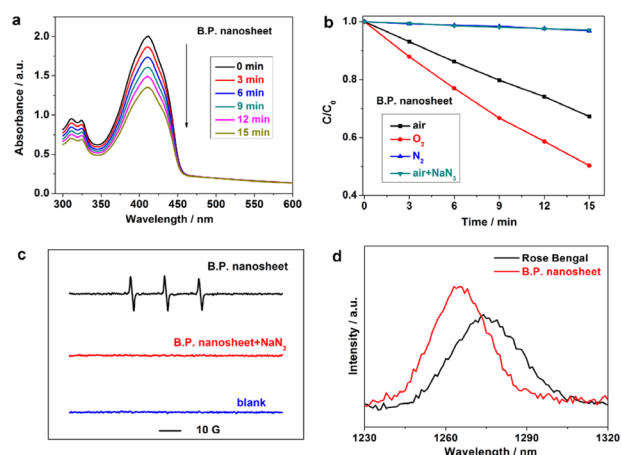 a
B.P. nanosheet
0 min
3 min
6 min
9 min
12 min
15 min
2.0
1.5
1.0
0.5
0.0
Absorbance / a.u.
300 350 400 450 500 550 600
Wavelength / nm
b
1.0
0.8
0.6
0.4
C/C₀
B.P. nanosheet
air
O₂
N₂
air+NaN₃
0 3 6 9 12 15
Time / min
c
B.P. nanosheet
B.P. nanosheet+NaN₃
blank
10 G
d
Rose Bengal
B.P. nanosheet
Intensity / a.u.
1230 1260 1290 1320
Wavelength / nm